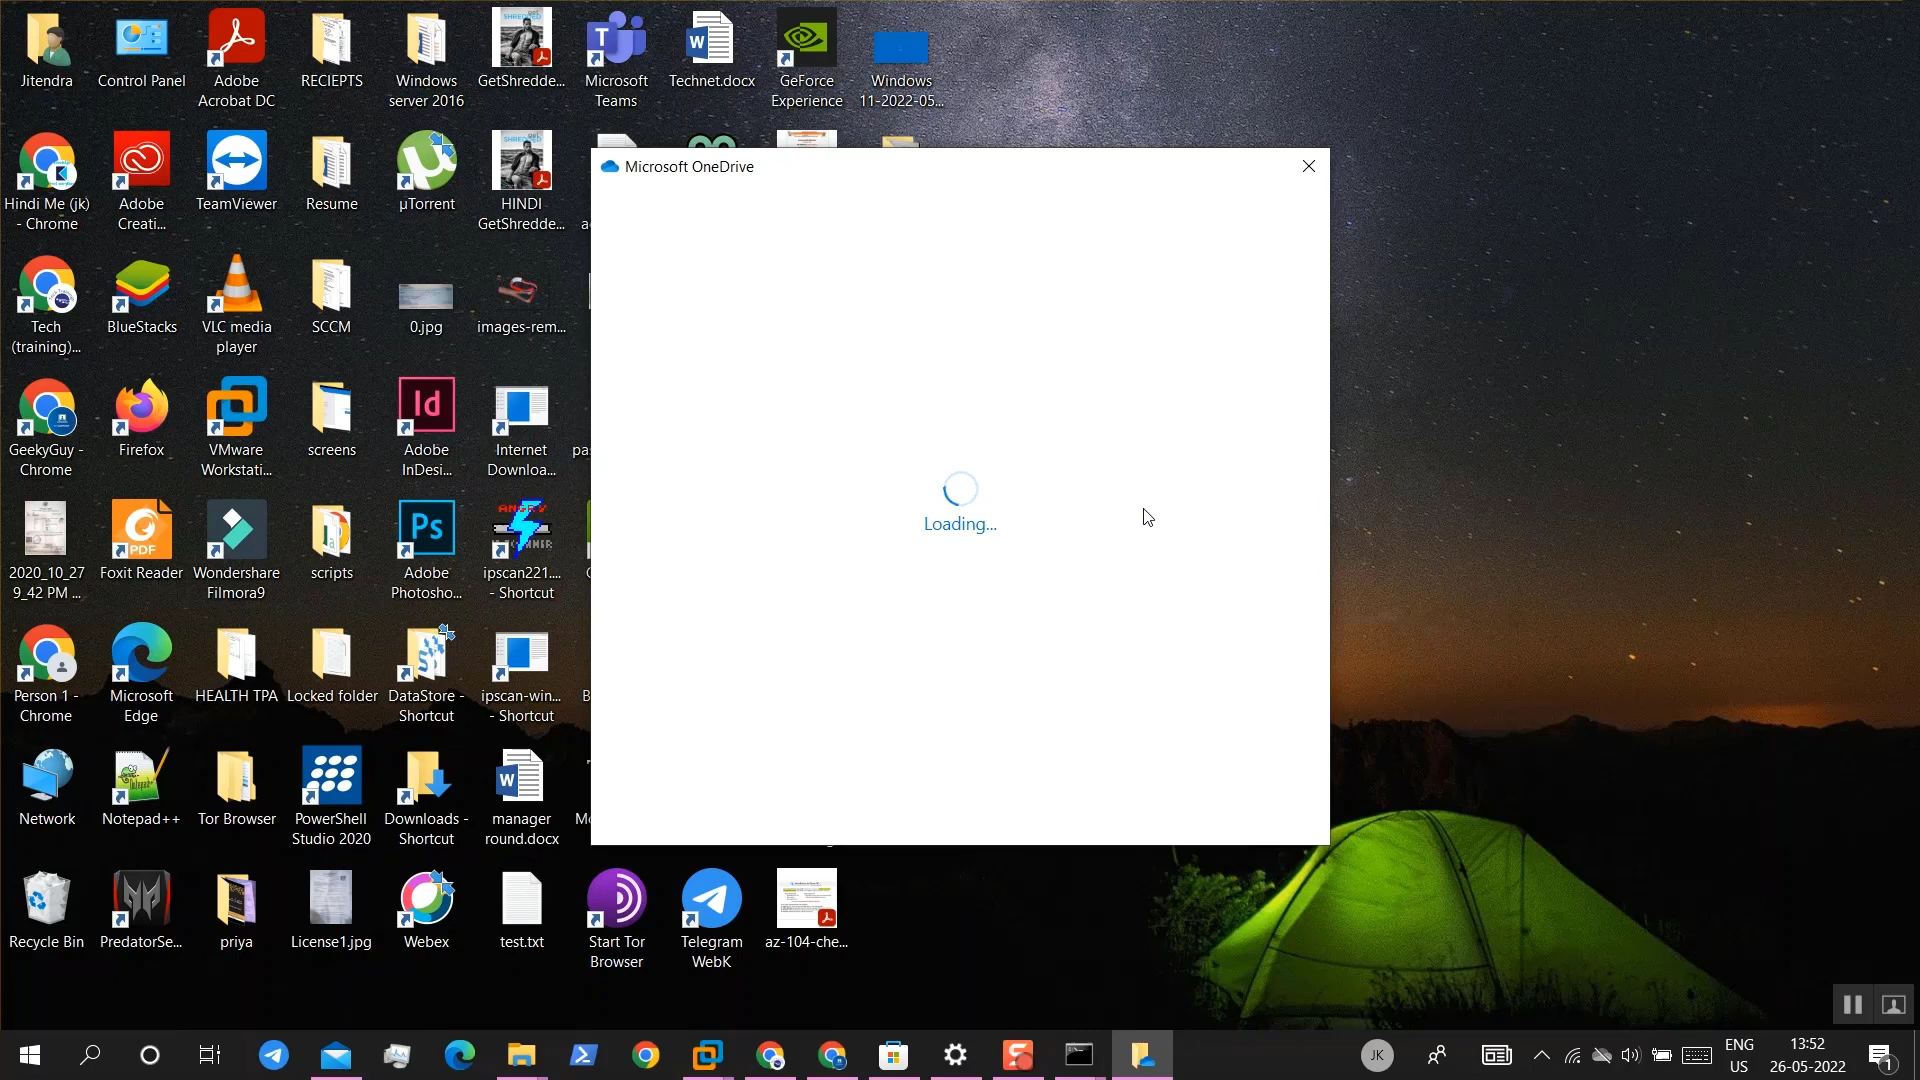 Jitendra
Control Panel
Adobe
Acrobat DC
RECIEPTS
Windows
server 2016
GetShredde...
Microsoft
Teams
Technet.docx
GeForce
Experience
Windows
11-2022-05...
Hindi Me (jk)
- Chrome
Adobe
Creati...
TeamViewer
Resume
µTorrent
HINDI
GetShredde...
Microsoft OneDrive
Tech
(training)...
BlueStacks
VLC media
player
SCCM
0.jpg
images-rem...
GeekyGuy -
Chrome
Firefox
VMware
Workstati...
screens
Adobe
InDesi...
Internet
Downloa...
Loading...
2020_10_27
9_42 PM ...
Foxit Reader
Wondershare
Filmora9
scripts
Adobe
Photosho...
ipscan221....
- Shortcut
Person 1 -
Chrome
Microsoft
Edge
HEALTH TPA
Locked folder
DataStore -
Shortcut
ipscan-win...
- Shortcut
Network
Notepad++
Tor Browser
PowerShell
Studio 2020
Downloads -
Shortcut
manager
round.docx
Recycle Bin
PredatorSe...
priya
License1.jpg
Webex
test.txt
Start Tor
Browser
Telegram
WebK
az-104-che...
JK
ENG
US
13:52
26-05-2022
1